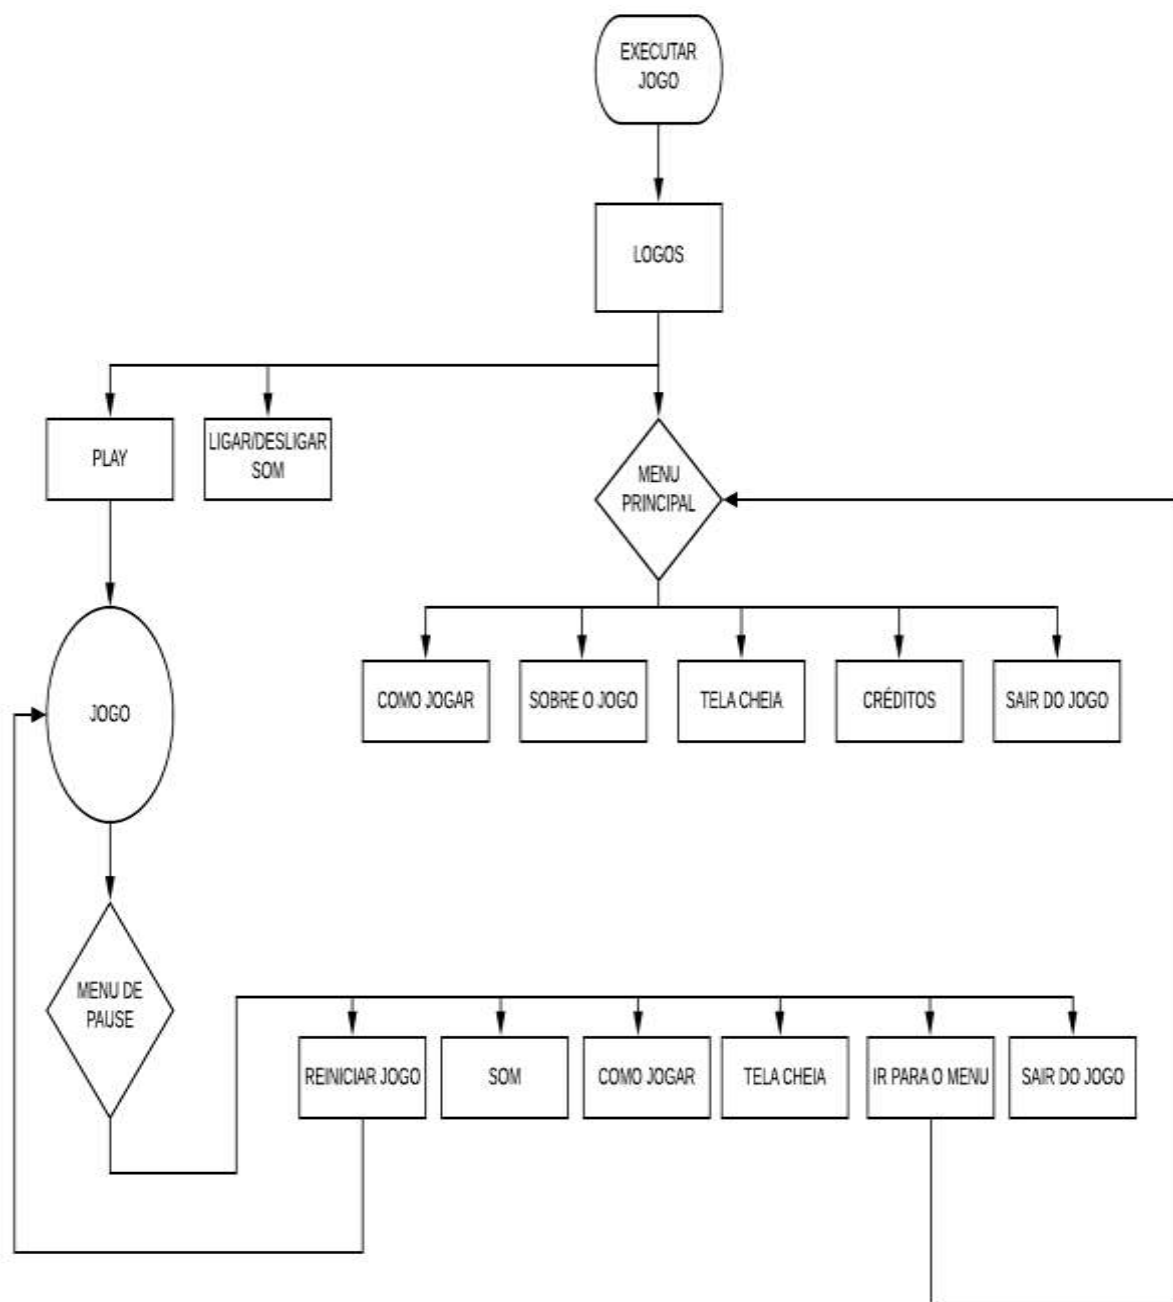 EXECUTAR
JOGO
LOGOS
PLAY
LIGAR/DESLIGAR
SOM
MENU
PRINCIPAL
COMO JOGAR
SOBRE O JOGO
TELA CHEIA
CRÉDITOS
SAIR DO JOGO
JOGO
MENU DE
PAUSE
REINICIAR JOGO
SOM
COMO JOGAR
TELA CHEIA
IR PARA O MENU
SAIR DO JOGO